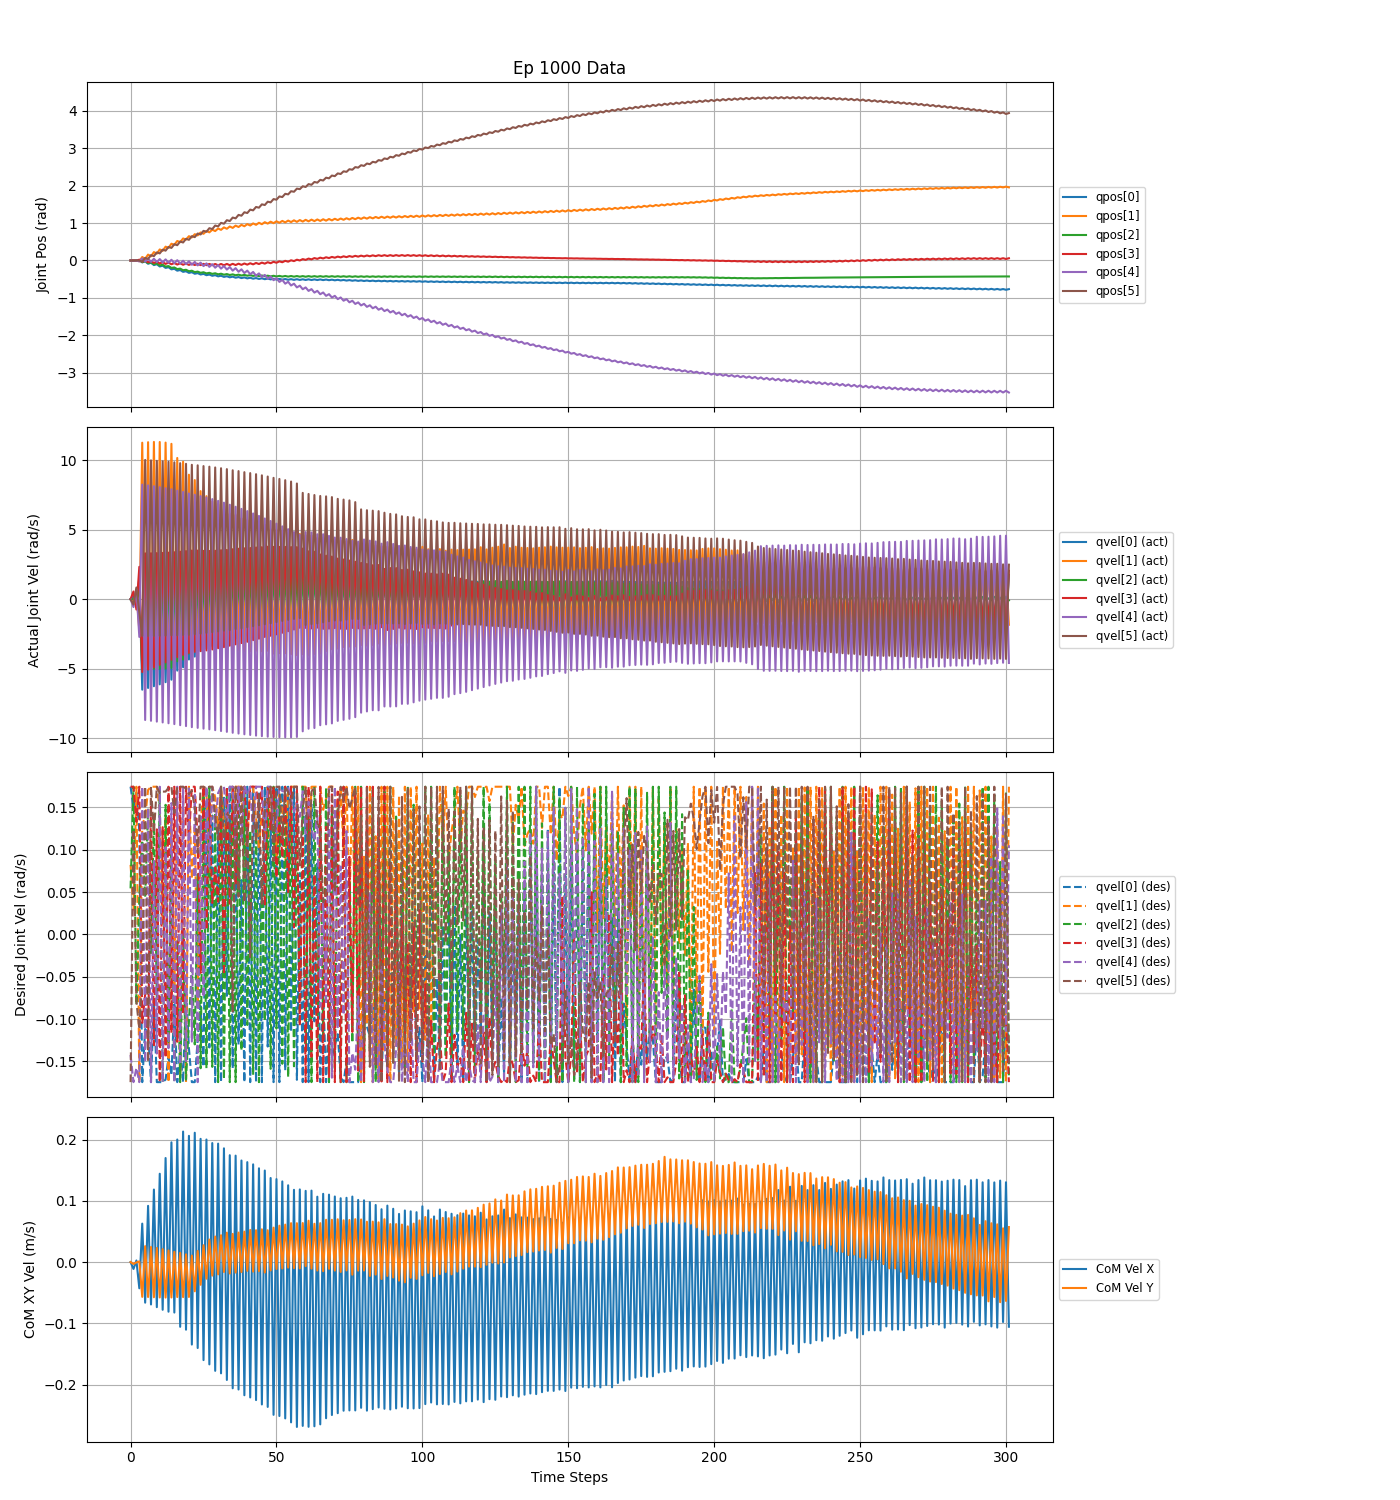 Ep 1000 Data
4
3
2
1
0
−1
−2
−3
Joint Pos (rad)
qpos[0]
qpos[1]
qpos[2]
qpos[3]
qpos[4]
qpos[5]
10
5
0
−5
−10
Actual Joint Vel (rad/s)
qvel[0] (act)
qvel[1] (act)
qvel[2] (act)
qvel[3] (act)
qvel[4] (act)
qvel[5] (act)
0.15
0.10
0.05
0.00
−0.05
−0.10
−0.15
Desired Joint Vel (rad/s)
qvel[0] (des)
qvel[1] (des)
qvel[2] (des)
qvel[3] (des)
qvel[4] (des)
qvel[5] (des)
0.2
0.1
0.0
−0.1
−0.2
CoM XY Vel (m/s)
CoM Vel X
CoM Vel Y
0 50 100 150 200 250 300
Time Steps